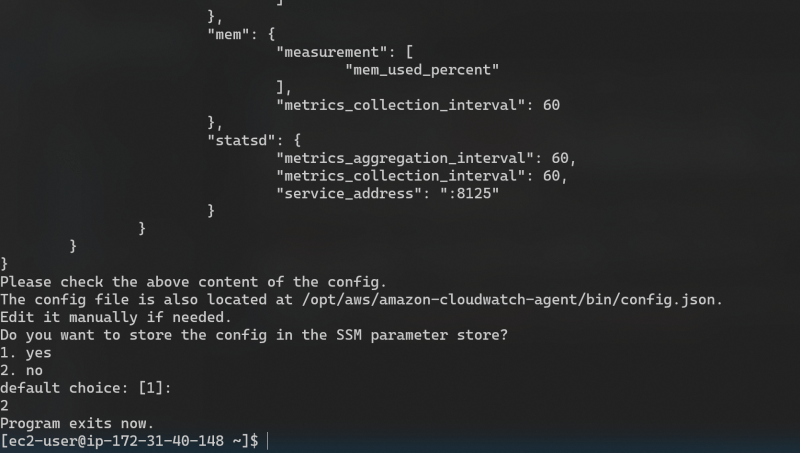 ]
},
"mem": {
"measurement": [
"mem_used_percent"
],
"metrics_collection_interval": 60
},
"statsd": {
"metrics_aggregation_interval": 60,
"metrics_collection_interval": 60,
"service_address": ":8125"
}
}
}
}
Please check the above content of the config.
The config file is also located at /opt/aws/amazon-cloudwatch-agent/bin/config.json.
Edit it manually if needed.
Do you want to store the config in the SSM parameter store?
1. yes
2. no
default choice: [1]:
2
Program exits now.
[ec2-user@ip-172-31-40-148 ~]$